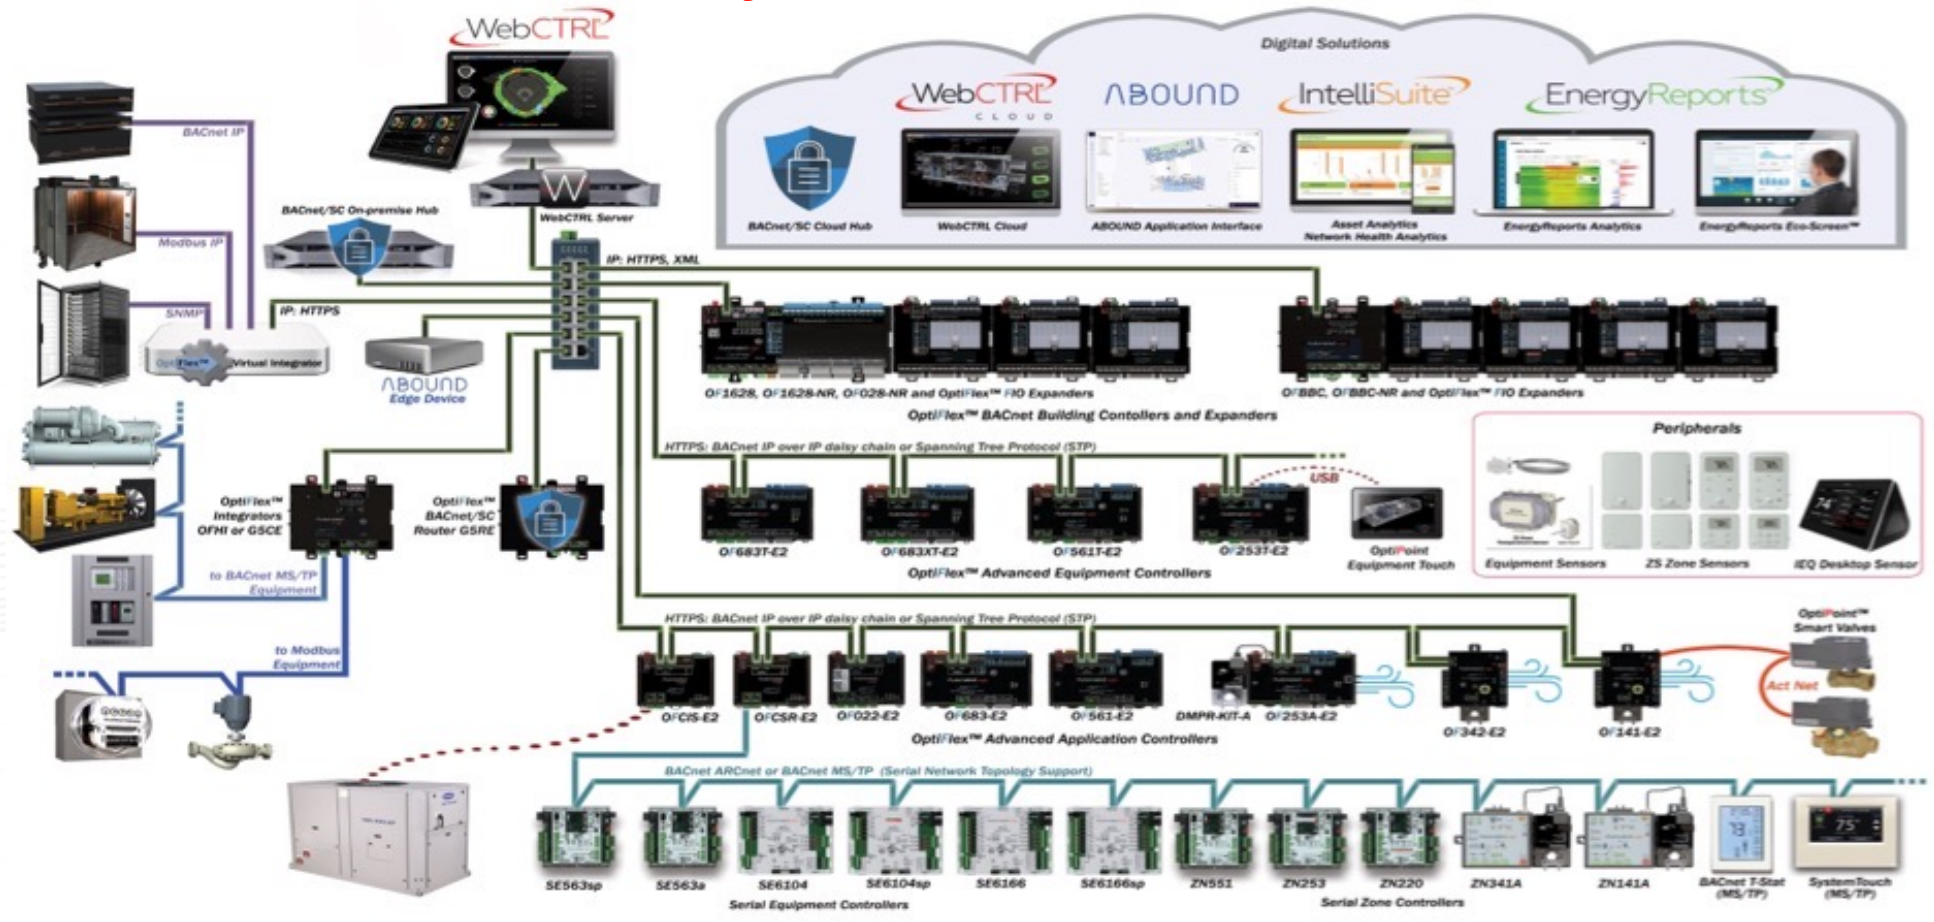 WebCTRL
Digital Solutions
WebCTRL
CLOUD
ABOUND
IntelliSuite™
EnergyReports™
BACnet/SC Cloud Hub
WebCTRL Cloud
ABOUND Application Interface
Asset Analytics
Network Health Analytics
EnergyReports Analytics
EnergyReports Eco-Screen™
BACnet IP
Modbus IP
SNMP
BACnet/SC On-premise Hub
W
WebCTRL Server
IP: HTTPS, XML
IP: HTTPS
OptiFlex™ Virtual Integrator
ABOUND
Edge Device
OF1628, OF1628-NR, OF028-NR and OptiFlex™ FIO Expanders
OFBBC, OFBBC-NR and OptiFlex™ FIO Expanders
OptiFlex™ BACnet Building Contollers and Expanders
HTTPS: BACnet IP over IP daisy chain or Spanning Tree Protocol (STP)
USB
OF683T-E2
OF683XT-E2
OF561T-E2
OF253T-E2
OptiPoint
Equipment Touch
OptiFlex™ Advanced Equipment Controllers
Peripherals
74
Equipment Sensors
ZS Zone Sensors
IEQ Desktop Sensor
OptiFlex™
Integrators
OFHI or GSCE
OptiFlex™
BACnet/SC
Router GSRE
to BACnet MS/TP
Equipment
to Modbus
Equipment
HTTPS: BACnet IP over IP daisy chain or Spanning Tree Protocol (STP)
OptiPoint™
Smart Valves
Act Net
OFCIS-E2
OFCSR-E2
OF022-E2
OF683-E2
OF561-E2
DMPR-KIT-A
OF253A-E2
OF342-E2
OF141-E2
OptiFlex™ Advanced Application Controllers
BACnet ARCnet or BACnet MS/TP (Serial Network Topology Support)
73
75
SE563sp
SE563a
SE6104
SE6104sp
SE6166
SE6166sp
ZN551
ZN253
ZN220
ZN341A
ZN141A
BACnet T-Stat
(MS/TP)
SystemTouch
(MS/TP)
Serial Equipment Controllers
Serial Zone Controllers